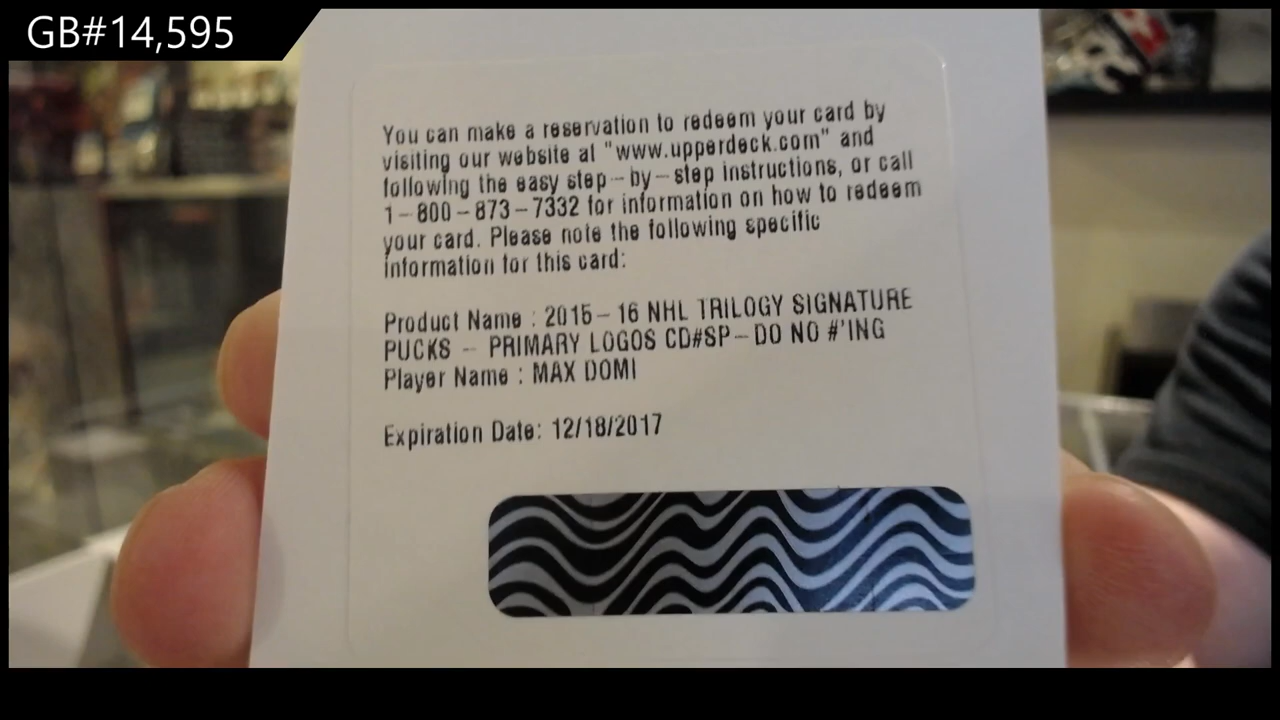 GB#14,595
You can make a reservation to redeem your card by
visiting our website at "www.upperdeck.com" and
following the easy step-by-step instructions, or call
1-800-873-7332 for information on how to redeem
your card. Please note the following specific
information for this card:
Product Name : 2015-16 NHL TRILOGY SIGNATURE
PUCKS - PRIMARY LOGOS CD#SP-DO NO #'ING
Player Name : MAX DOMI
Expiration Date: 12/18/2017